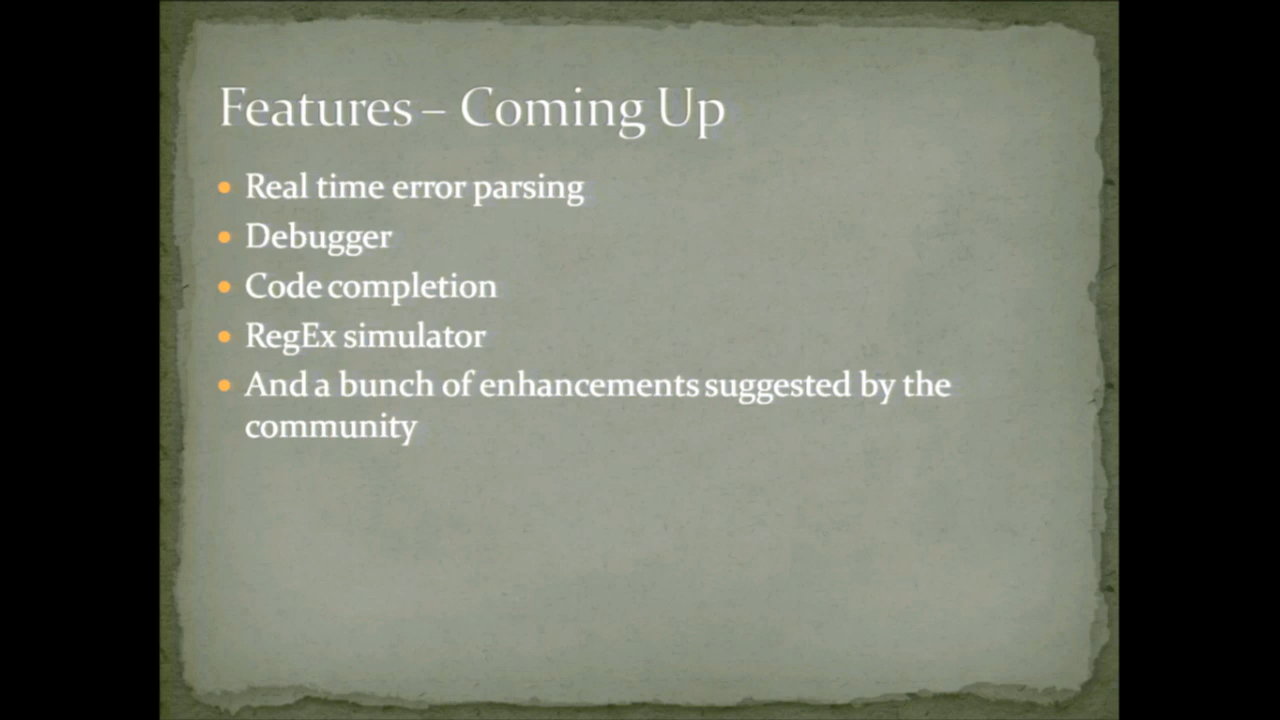 Features – Coming Up
• Real time error parsing
• Debugger
• Code completion
• RegEx simulator
• And a bunch of enhancements suggested by the
community